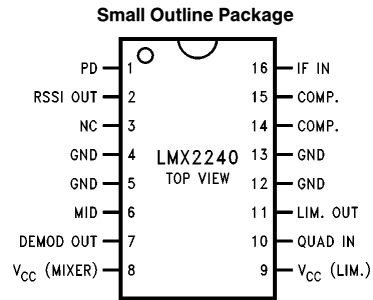 Small Outline Package
PD 1 16 IF IN
RSSI OUT 2 15 COMP.
NC 3 14 COMP.
GND 4 LMX2240 13 GND
TOP VIEW
GND 5 12 GND
MID 6 11 LIM. OUT
DEMOD OUT 7 10 QUAD IN
VCC (MIXER) 8 9 VCC (LIM.)